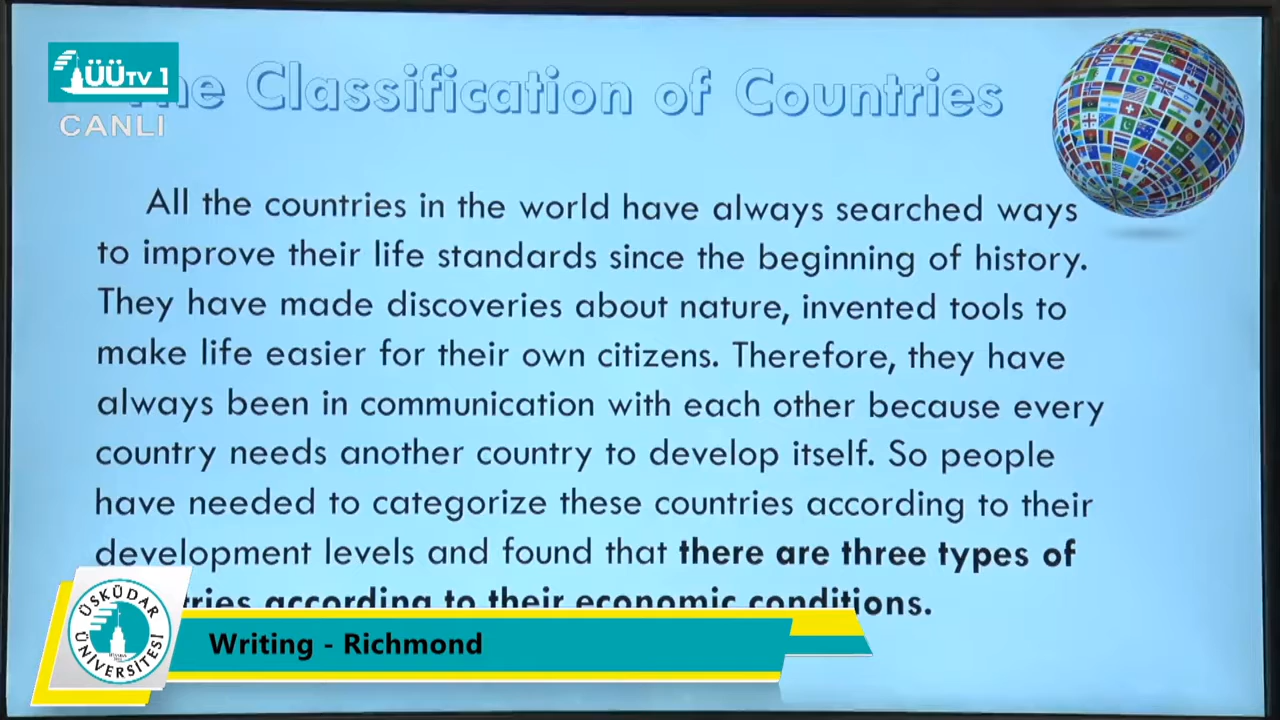 ÜÜTV 1
CANLI
The Classification of Countries
All the countries in the world have always searched ways
to improve their life standards since the beginning of history.
They have made discoveries about nature, invented tools to
make life easier for their own citizens. Therefore, they have
always been in communication with each other because every
country needs another country to develop itself. So people
have needed to categorize these countries according to their
development levels and found that there are three types of
according to their economic conditions.
ÜSKÜDAR
ÜNİVERSİTESİ
Writing - Richmond